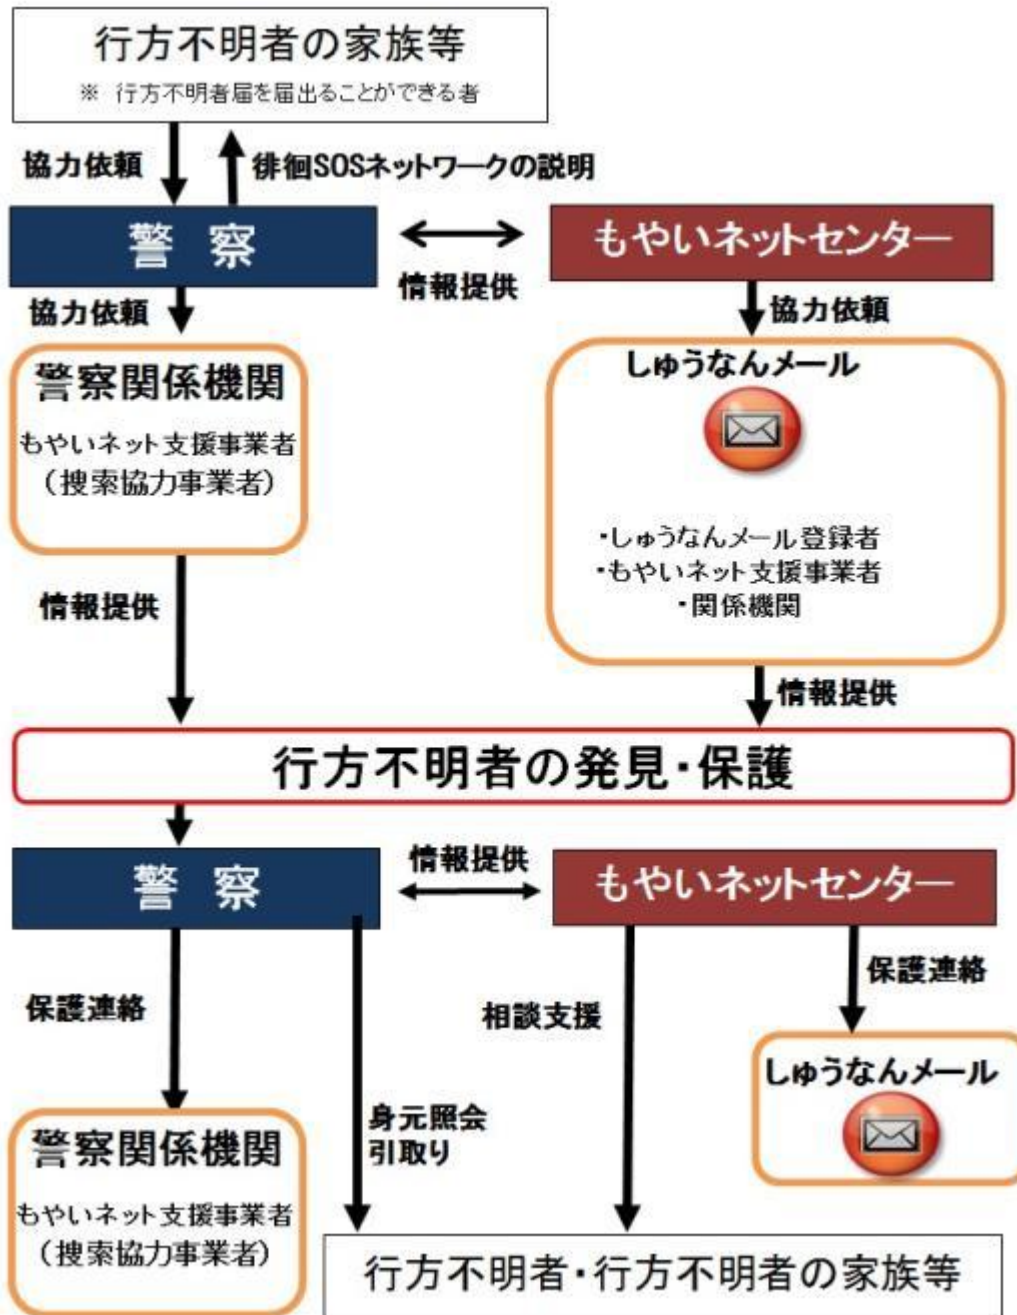 行方不明者の家族等
※ 行方不明者届を届出ることができる者
協力依頼
徘徊SOSネットワークの説明
警 察
情報提供
もやいネットセンター
協力依頼
協力依頼
警察関係機関
もやいネット支援事業者
(捜索協力事業者)
しゅうなんメール
・しゅうなんメール登録者
・もやいネット支援事業者
・関係機関
情報提供
情報提供
行方不明者の発見・保護
警 察
情報提供
もやいネットセンター
保護連絡
相談支援
保護連絡
しゅうなんメール
身元照会
引取り
警察関係機関
もやいネット支援事業者
(捜索協力事業者)
行方不明者・行方不明者の家族等